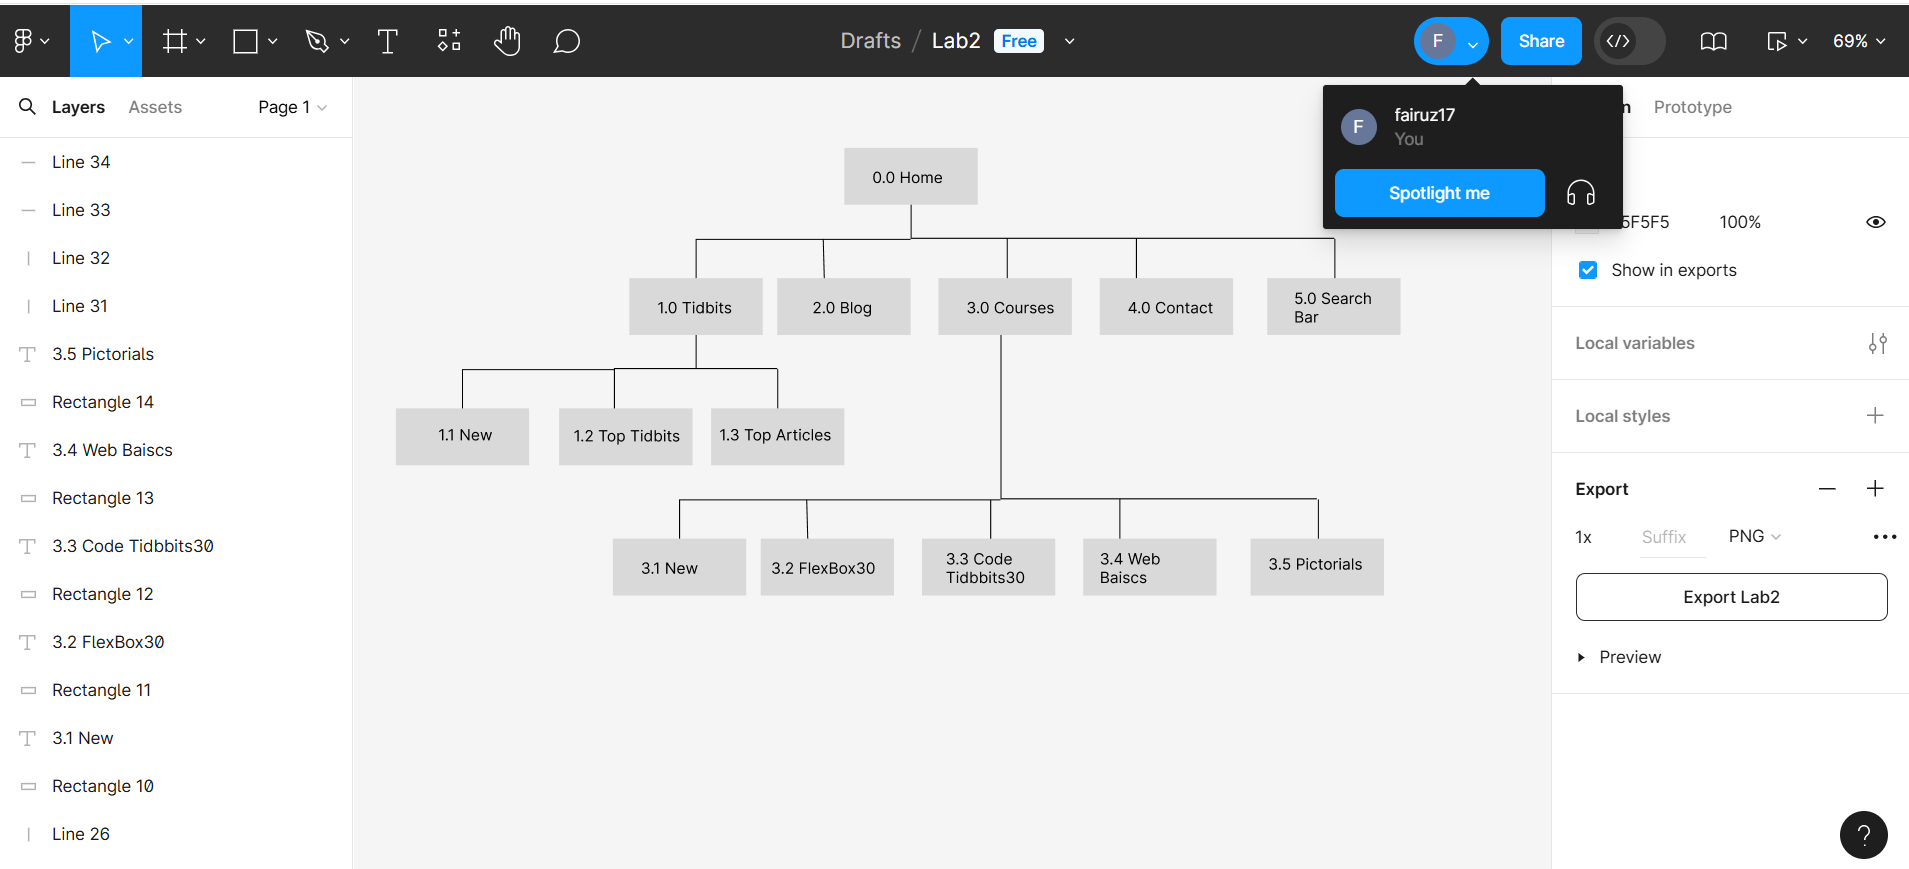 Drafts / Lab2 Free
F
Share
69%
Layers
Assets
Page 1
Line 34
Line 33
Line 32
Line 31
3.5 Pictorials
Rectangle 14
3.4 Web Baiscs
Rectangle 13
3.3 Code Tidbbits30
Rectangle 12
3.2 FlexBox30
Rectangle 11
3.1 New
Rectangle 10
Line 26
0.0 Home
1.0 Tidbits
2.0 Blog
3.0 Courses
4.0 Contact
5.0 Search
Bar
1.1 New
1.2 Top Tidbits
1.3 Top Articles
3.1 New
3.2 FlexBox30
3.3 Code
Tidbbits30
3.4 Web
Baiscs
3.5 Pictorials
F
fairuz17
You
Spotlight me
n
Prototype
5F5F5
100%
Show in exports
Local variables
Local styles
Export
1x
Suffix
PNG
Export Lab2
Preview
?